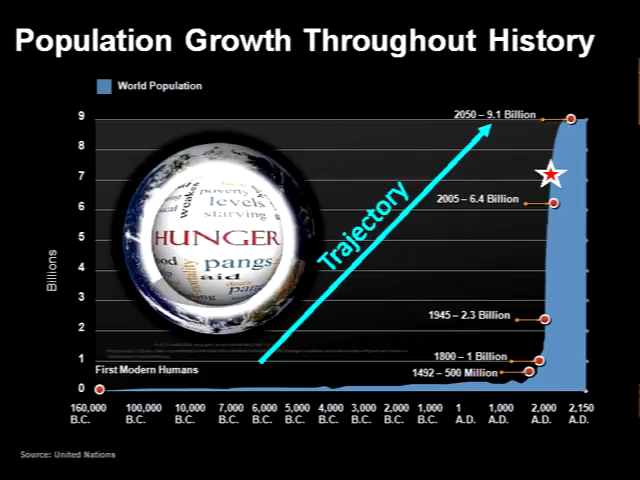 Population Growth Throughout History
World Population
9
8
7
6
5
4
3
2
1
0
Billions
2050 – 9.1 Billion
2005 – 6.4 Billion
1945 – 2.3 Billion
1800 – 1 Billion
1492 – 500 Million
First Modern Humans
Trajectory
weakes
poverty
levels
starving
HUNGER
pangs
aid
160,000 100,000 10,000 7,000 6,000 5,000 4,000 3,000 2,000 1,000 1 1,000 2,000 2,150
B.C. B.C. B.C. B.C. B.C. B.C. B.C. B.C. B.C. B.C. A.D. A.D. A.D. A.D.
Source: United Nations